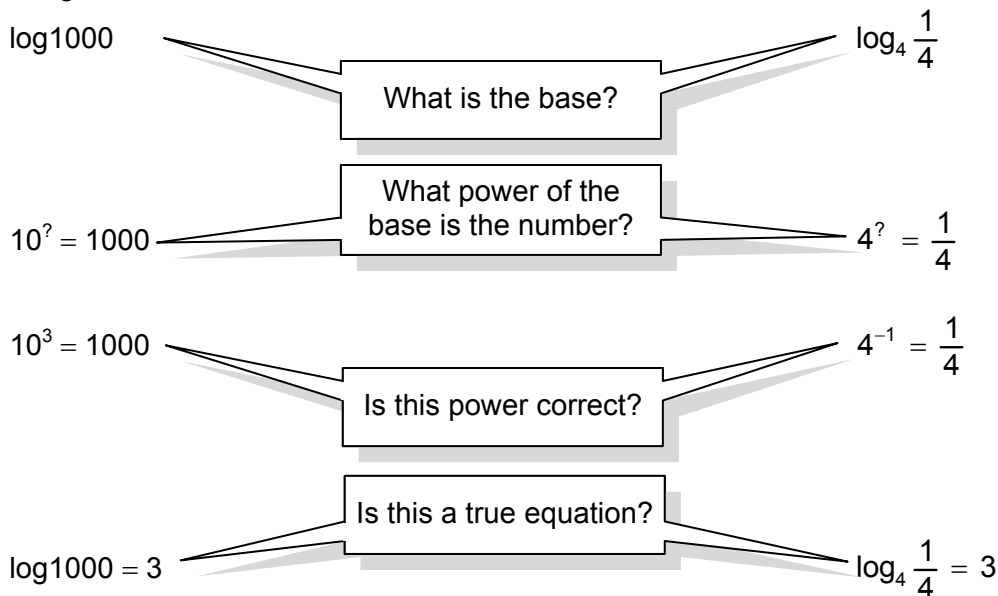 log1000
What is the base?
log₄ 1/4
10^? = 1000
What power of the
base is the number?
4^? = 1/4
10³ = 1000
Is this power correct?
4⁻¹ = 1/4
log1000 = 3
Is this a true equation?
log₄ 1/4 = 3